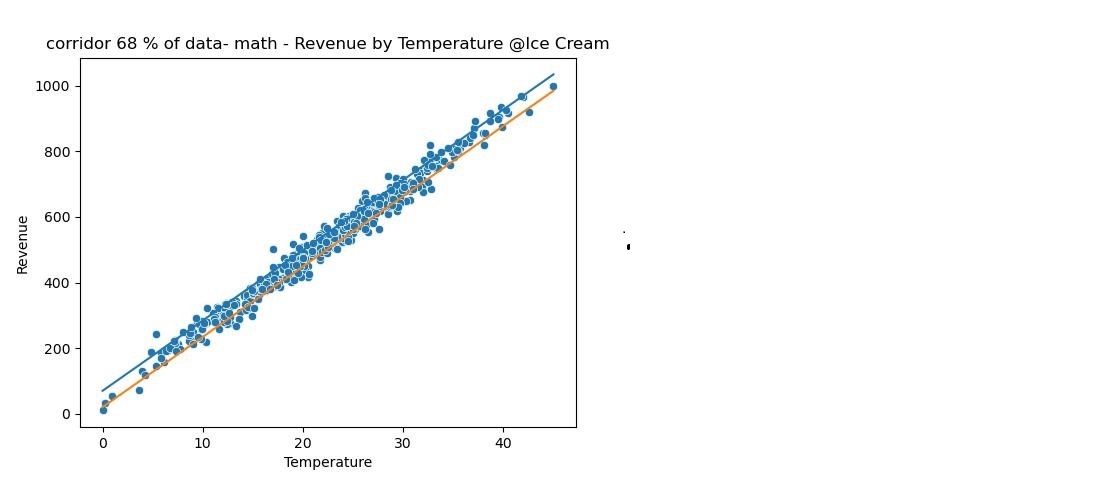 corridor 68 % of data- math - Revenue by Temperature @Ice Cream
1000
800
600
400
200
0
Revenue
0 10 20 30 40
Temperature